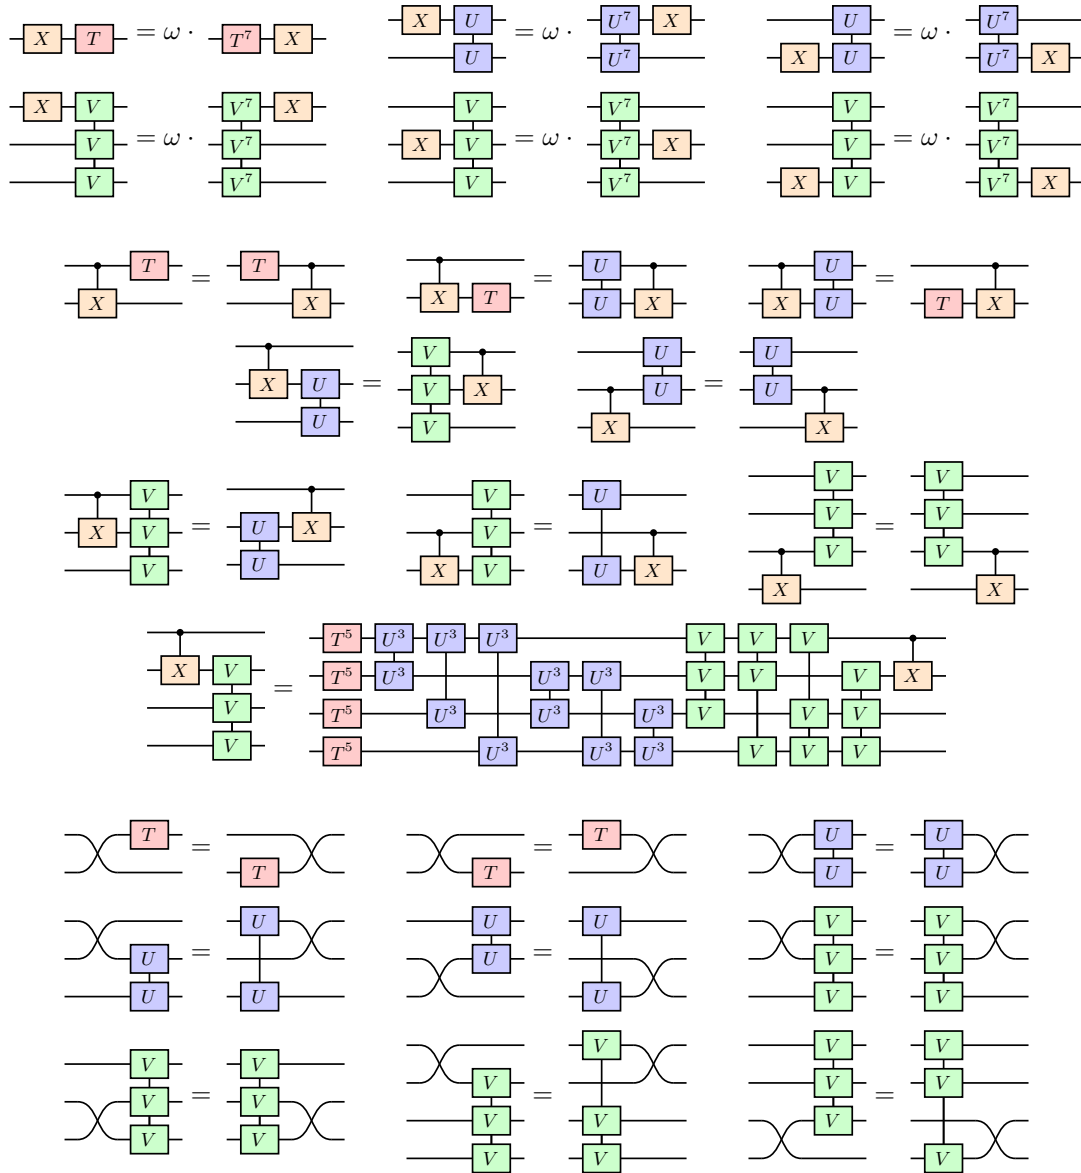 X T = ω · T⁷ X
X U = ω · U⁷ X
U U⁷
U = ω · U⁷
X U U⁷ X
X V = ω · V⁷ X
V V⁷
V V⁷
V = ω · V⁷
X V V⁷ X
V V⁷
V = ω · V⁷
V V⁷
X V V⁷ X
T = T
X X
= U
X T U X
U =
X U T X
= V
X U V X
U V
U = U
U U
X X
V =
X V = U X
V U
V = U
V
X V U X
V = V
V V
V V
X X
= T⁵ U³ U³ U³ V V V
X V T⁵ U³ U³ U³ V V V X
V T⁵ U³ U³ U³ V V V
V T⁵ U³ U³ U³ V V V
T =
T
= T
T
U = U
U U
= U
U
U U
U = U
U
U
V = V
V V
V V
V = V
V V
V V
= V
V
V V
V V
V = V
V V
V
V